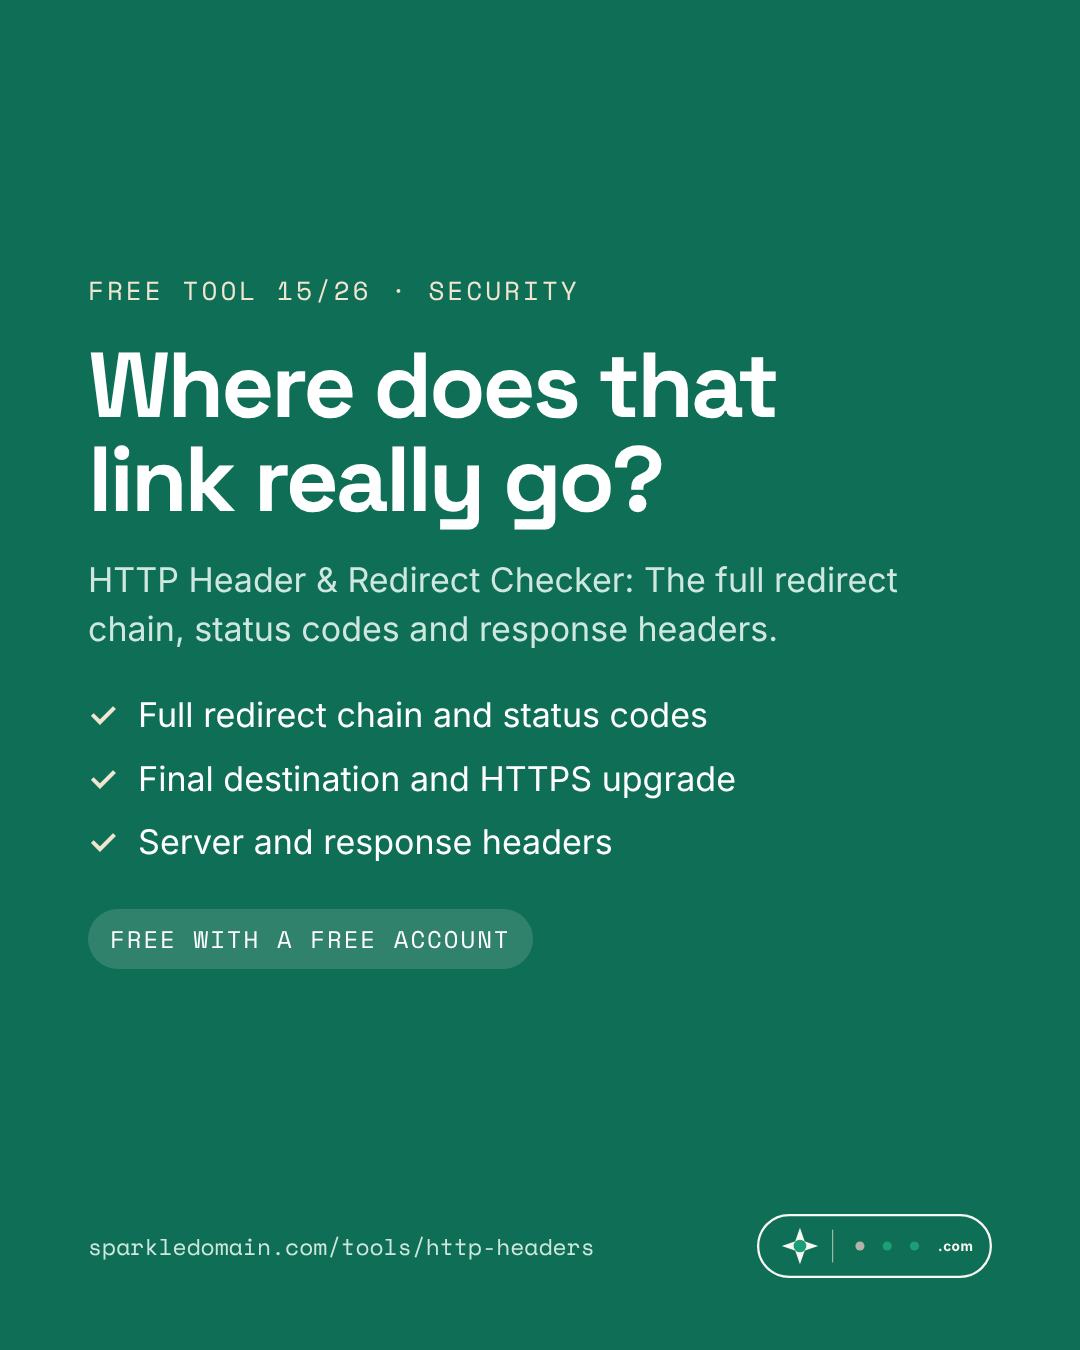 FREE TOOL 15/26 · SECURITY
Where does that
link really go?
HTTP Header & Redirect Checker: The full redirect
chain, status codes and response headers.
Full redirect chain and status codes
Final destination and HTTPS upgrade
Server and response headers
FREE WITH A FREE ACCOUNT
sparkledomain.com/tools/http-headers
.com